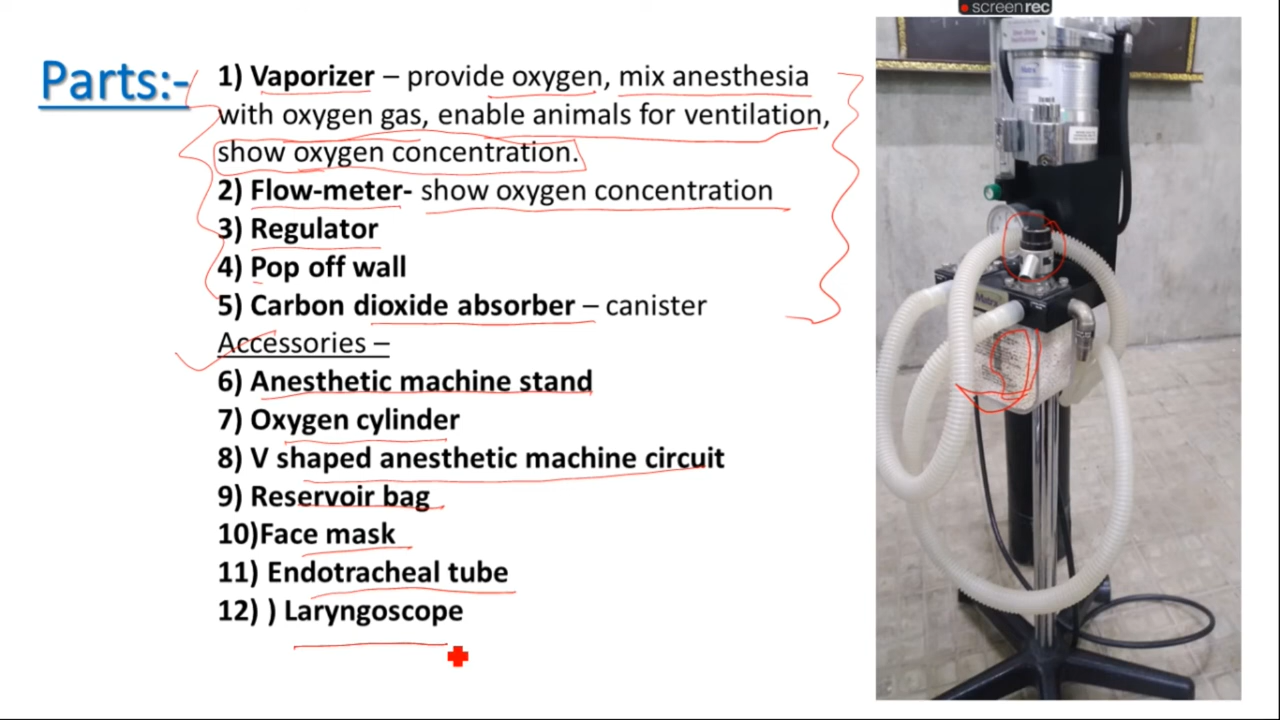 screenrec
Parts:-
1) Vaporizer – provide oxygen, mix anesthesia
with oxygen gas, enable animals for ventilation,
show oxygen concentration.
2) Flow-meter- show oxygen concentration
3) Regulator
4) Pop off wall
5) Carbon dioxide absorber – canister
Accessories –
6) Anesthetic machine stand
7) Oxygen cylinder
8) V shaped anesthetic machine circuit
9) Reservoir bag
10)Face mask
11) Endotracheal tube
12) ) Laryngoscope